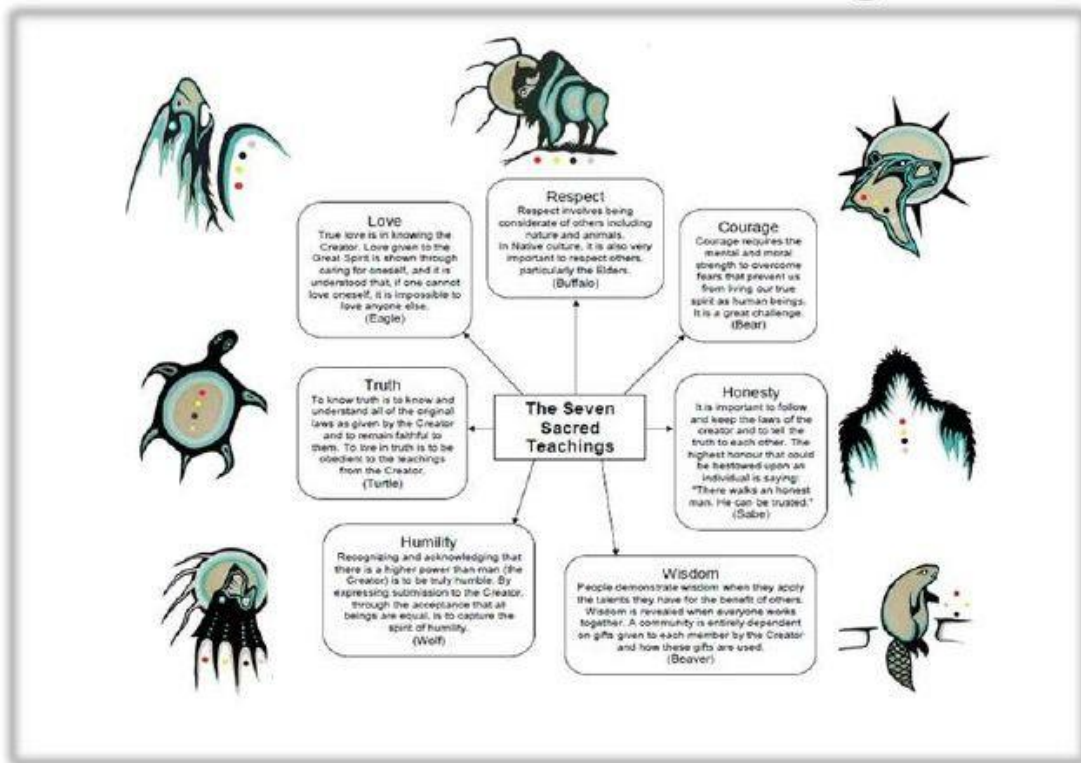 Respect
Respect involves being
considerate of others including
nature and animals.
In Native culture, it is also very
important to respect others,
particularly the Elders.
(Buffalo)
Love
True love is in knowing the
Creator. Love given to the
Great Spirit is shown through
caring for oneself, and it is
understood that, if one cannot
love oneself, it is impossible to
love anyone else.
(Eagle)
Courage
Courage requires the
mental and moral
strength to overcome
fears that prevent us
from living our true
spirit as human beings.
It is a great challenge.
(Bear)
Truth
To know truth is to know and
understand all of the original
laws as given by the Creator
and to remain faithful to
them. To live in truth is to be
obedient to the teachings
from the Creator.
(Turtle)
The Seven
Sacred
Teachings
Honesty
It is important to follow
and keep the laws of the
creator and to tell the
truth to each other. The
highest honour that could
be bestowed upon an
individual is saying:
"There walks an honest
man. He can be trusted."
(Sabe)
Humility
Recognizing and acknowledging that
there is a higher power than man (the
Creator) is to be truly humble. By
expressing submission to the Creator,
through the acceptance that all
beings are equal, is to capture the
spirit of humility.
(Wolf)
Wisdom
People demonstrate wisdom when they apply
the talents they have for the benefit of others.
Wisdom is revealed when everyone works
together. A community is entirely dependent
on gifts given to each member by the Creator
and how these gifts are used.
(Beaver)